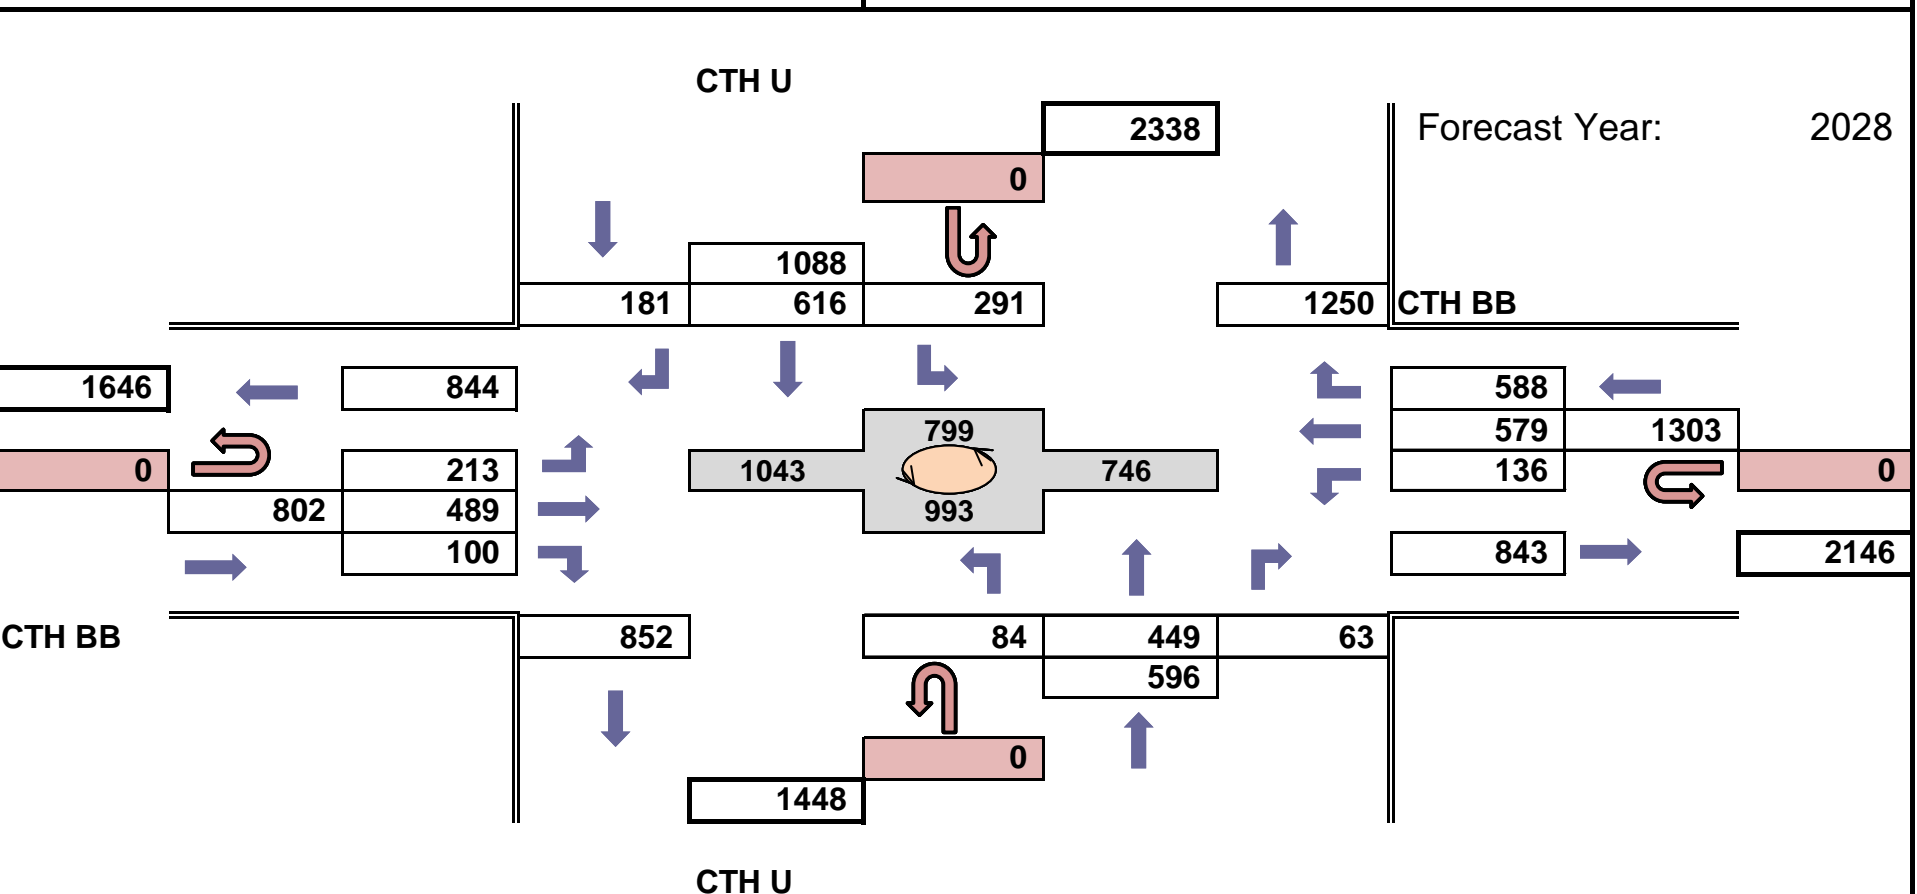 CTH U
2338
Forecast Year: 2028
0
1088
181 616 291 1250 CTH BB
1646 844 588
799 579 1303
0 213 1043 746 136 0
802 489 993
100 843 2146
CTH BB 852 84 449 63
596
0
1448
CTH U